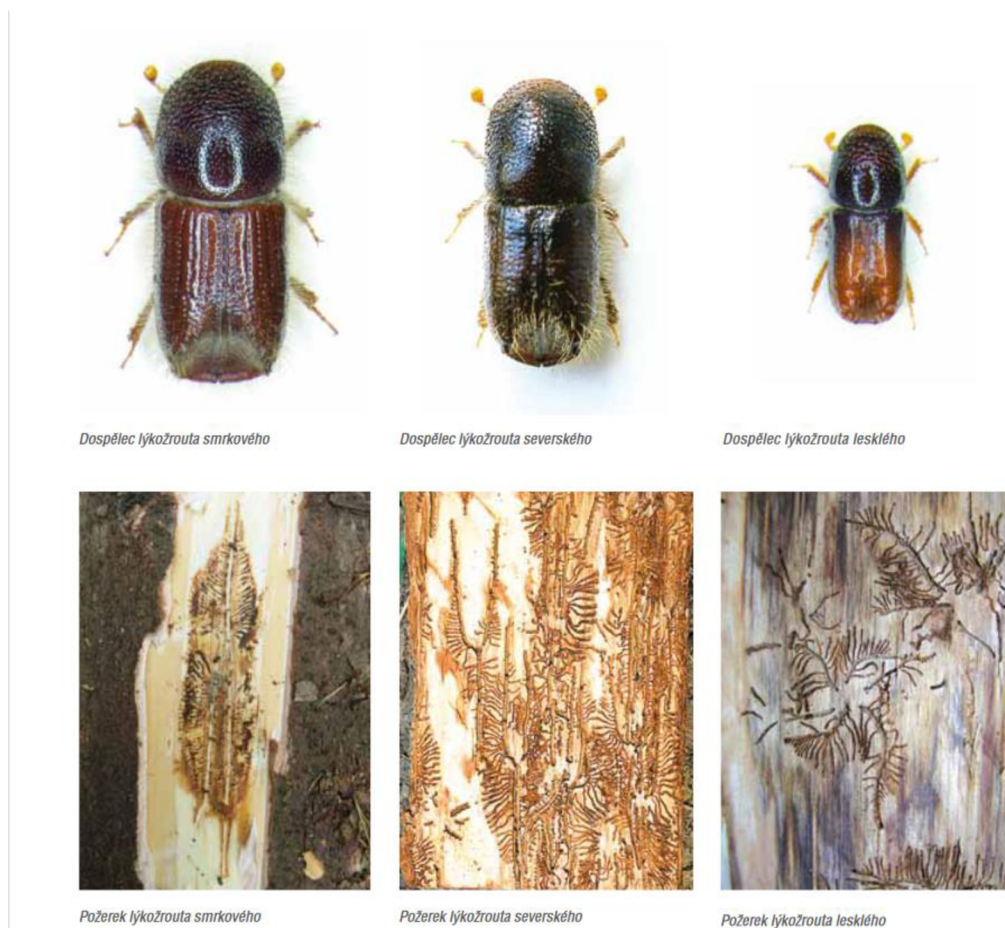 Dospělec lýkožrouta smrkového
Dospělec lýkožrouta severského
Dospělec lýkožrouta lesklého
Požerek lýkožrouta smrkového
Požerek lýkožrouta severského
Požerek lýkožrouta lesklého